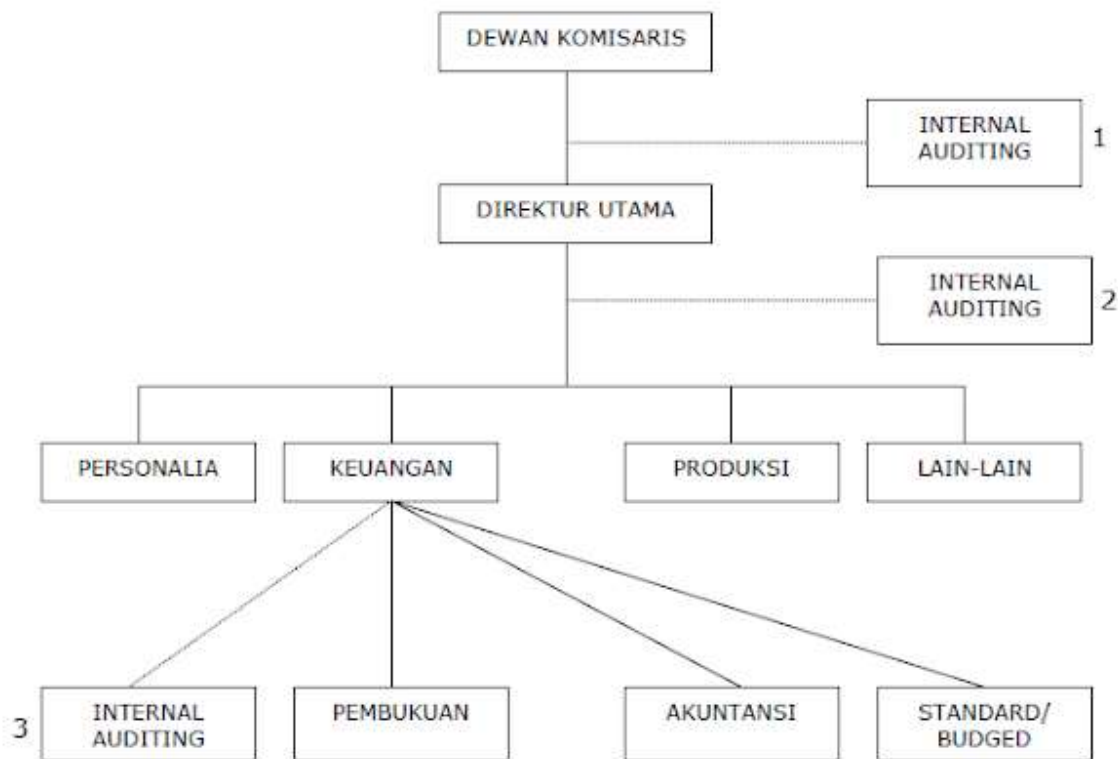 DEWAN KOMISARIS
INTERNAL
AUDITING
1
DIREKTUR UTAMA
INTERNAL
AUDITING
2
PERSONALIA
KEUANGAN
PRODUKSI
LAIN-LAIN
3
INTERNAL
AUDITING
PEMBUKUAN
AKUNTANSI
STANDARD/
BUDGED